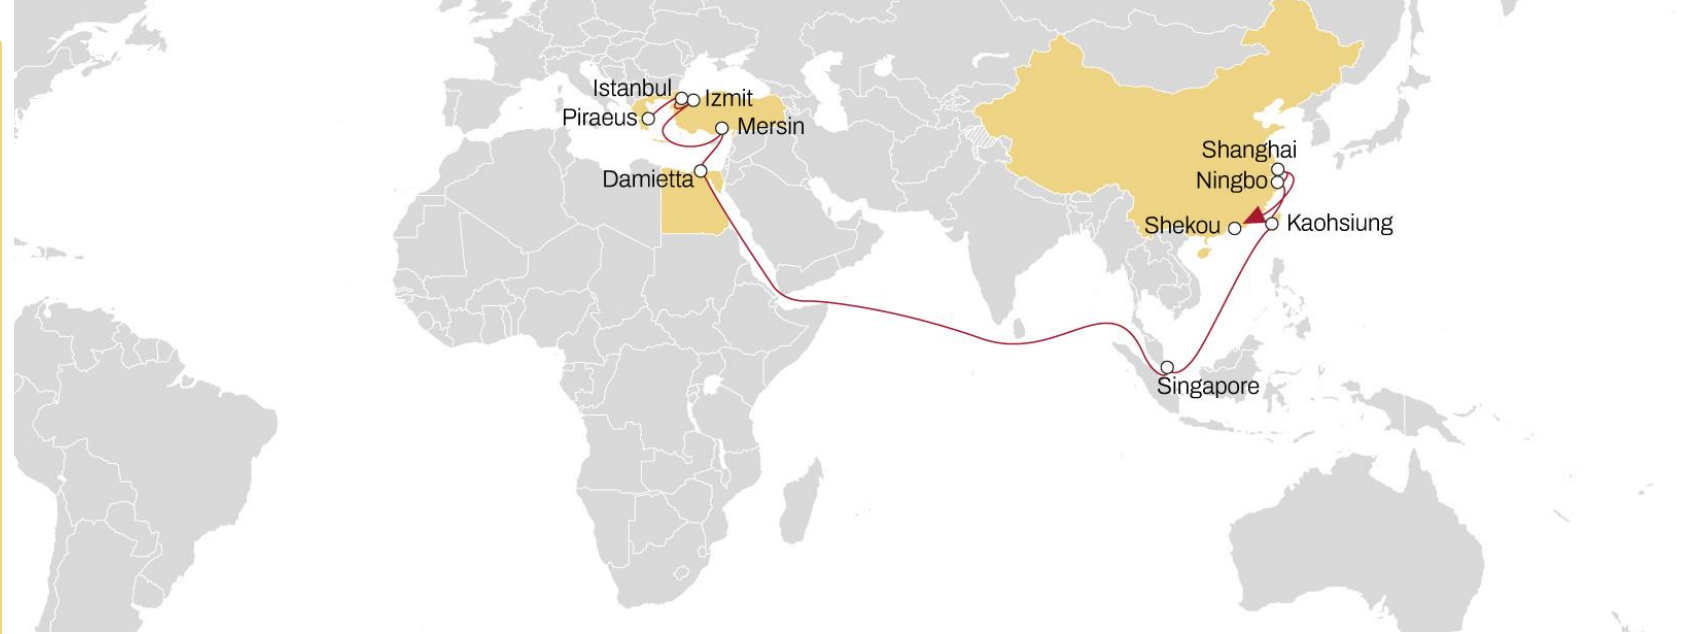 Istanbul
Izmit
Piraeus
Mersin
Shanghai
Damietta
Ningbo
Shekou
Kaohsiung
Singapore